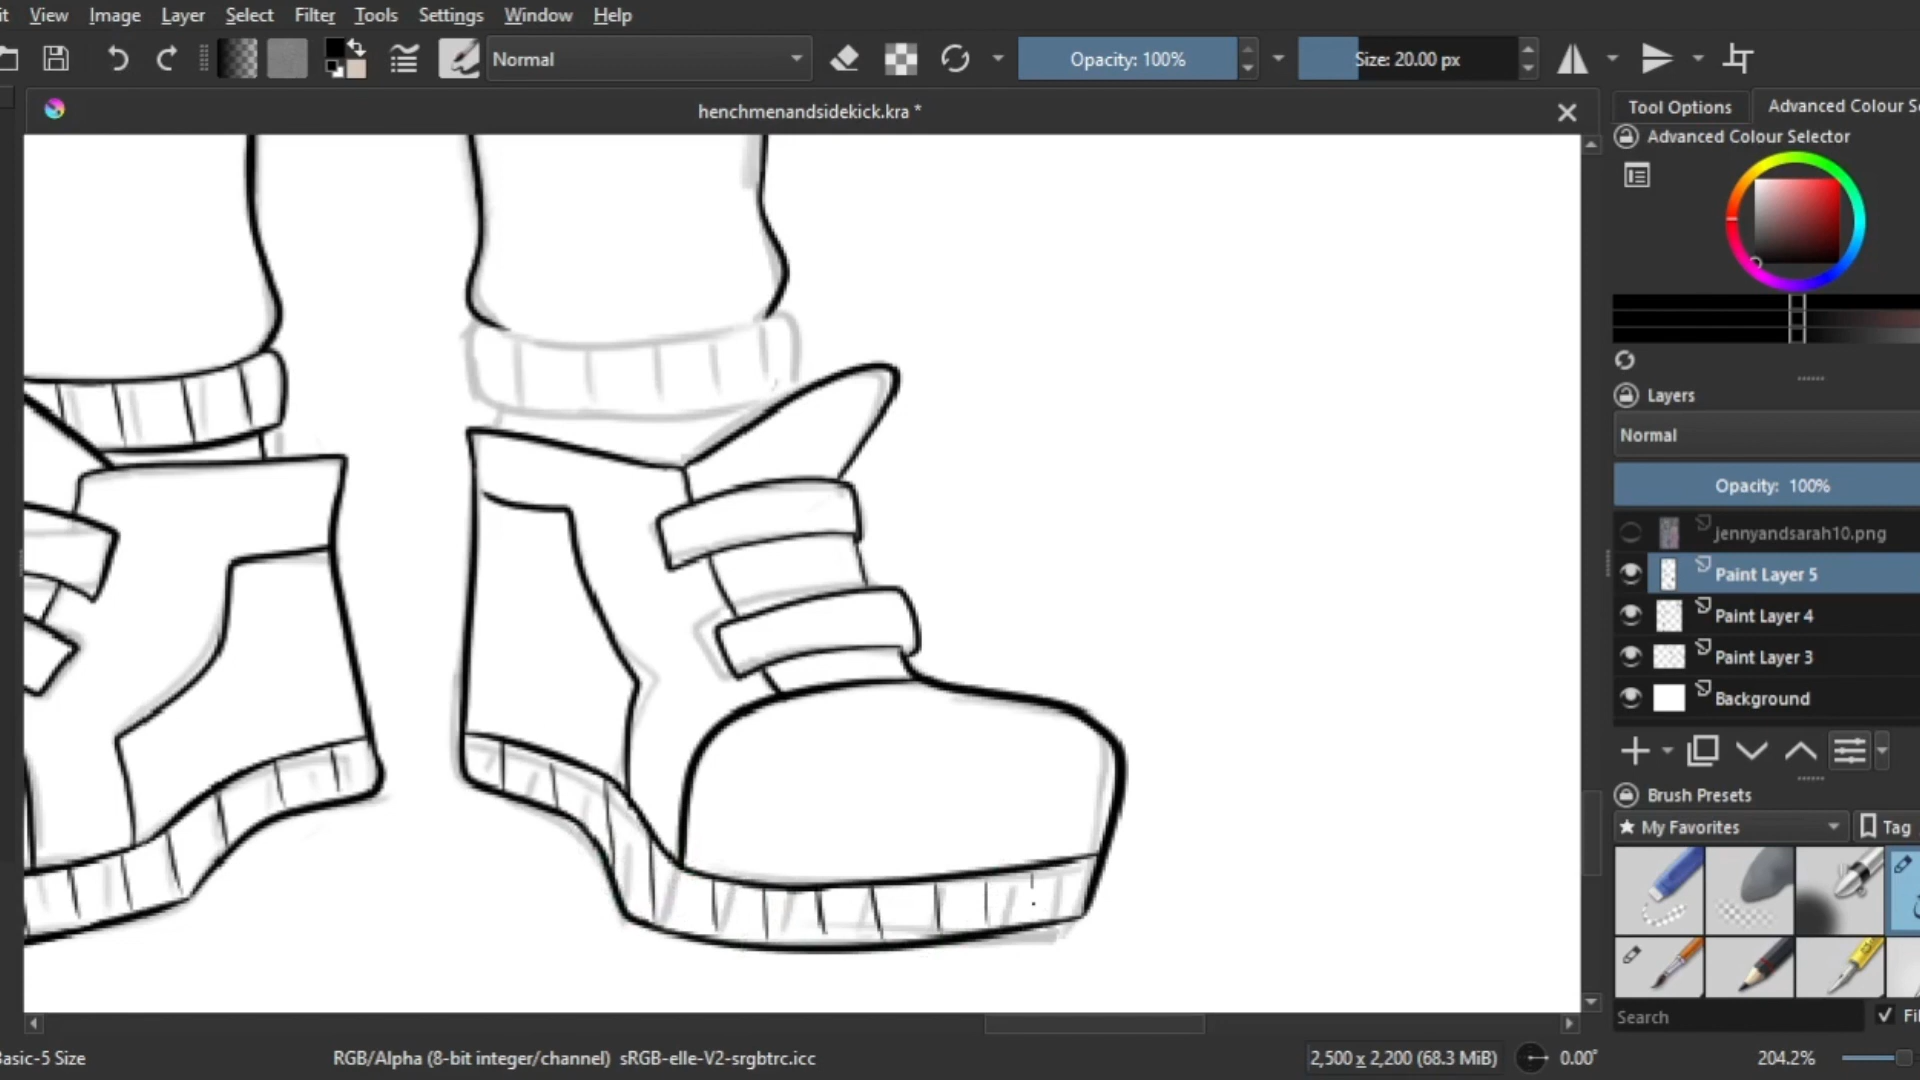 it View Image Layer Select Filter Tools Settings Window Help
Normal Opacity: 100% Size: 20.00 px
henchmenandsidekick.kra *
Tool Options Advanced Colour Se
Advanced Colour Selector
Layers
Normal
Opacity: 100%
jennyandsarah10.png
Paint Layer 5
Paint Layer 4
Paint Layer 3
Background
Brush Presets
My Favorites Tag
Search Fil
Basic-5 Size RGB/Alpha (8-bit integer/channel) sRGB-elle-V2-srgbtrc.icc 2,500 x 2,200 (68.3 MiB) 0.00° 204.2%